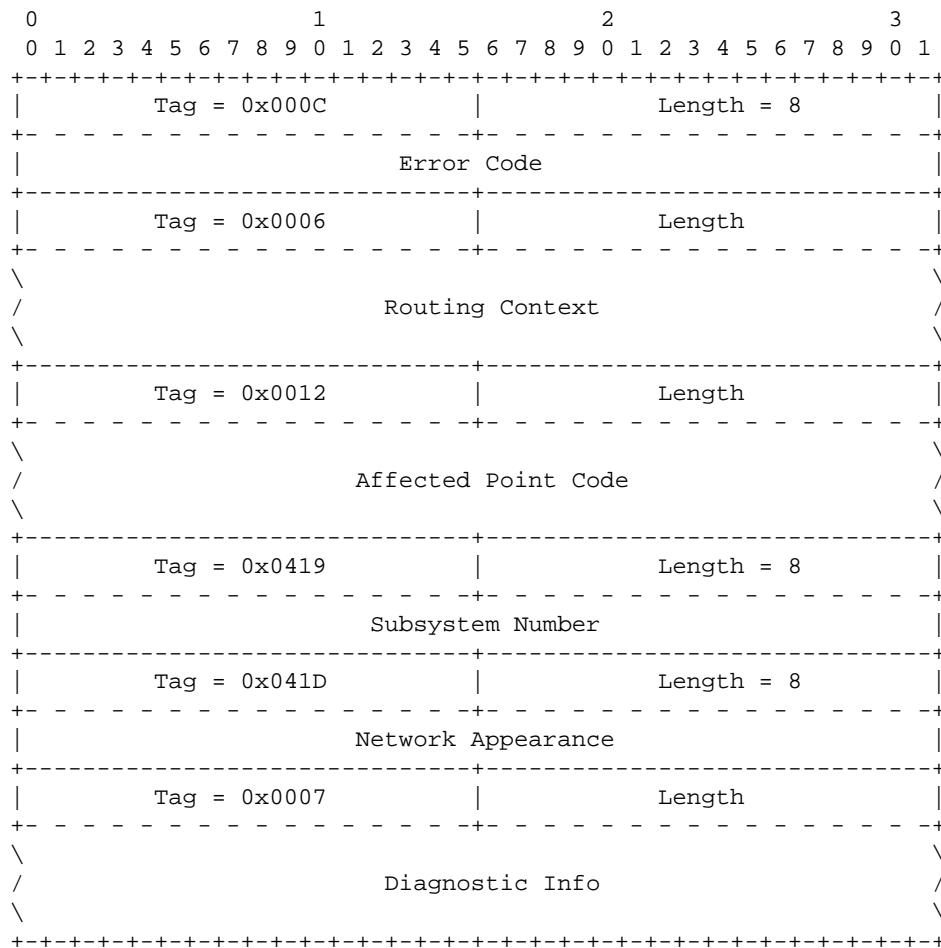 0                   1                   2                   3
 0 1 2 3 4 5 6 7 8 9 0 1 2 3 4 5 6 7 8 9 0 1 2 3 4 5 6 7 8 9 0 1
+-+-+-+-+-+-+-+-+-+-+-+-+-+-+-+-+-+-+-+-+-+-+-+-+-+-+-+-+-+-+-+-+
|         Tag = 0x000C          |            Length = 8         |
+- - - - - - - - - - - - - - - -+- - - - - - - - - - - - - - - -+
|                          Error Code                           |
+-------------------------------+-------------------------------+
|         Tag = 0x0006          |            Length             |
+- - - - - - - - - - - - - - - -+- - - - - - - - - - - - - - - -+
\                                                               \
/                         Routing Context                       /
\                                                               \
+-------------------------------+-------------------------------+
|         Tag = 0x0012          |            Length             |
+- - - - - - - - - - - - - - - -+- - - - - - - - - - - - - - - -+
\                                                               \
/                       Affected Point Code                     /
\                                                               \
+-------------------------------+-------------------------------+
|         Tag = 0x0419          |            Length = 8         |
+- - - - - - - - - - - - - - - -+- - - - - - - - - - - - - - - -+
|                        Subsystem Number                       |
+-------------------------------+-------------------------------+
|         Tag = 0x041D          |            Length = 8         |
+- - - - - - - - - - - - - - - -+- - - - - - - - - - - - - - - -+
|                       Network Appearance                      |
+-------------------------------+-------------------------------+
|         Tag = 0x0007          |            Length             |
+- - - - - - - - - - - - - - - -+- - - - - - - - - - - - - - - -+
\                                                               \
/                         Diagnostic Info                       /
\                                                               \
+-+-+-+-+-+-+-+-+-+-+-+-+-+-+-+-+-+-+-+-+-+-+-+-+-+-+-+-+-+-+-+-+